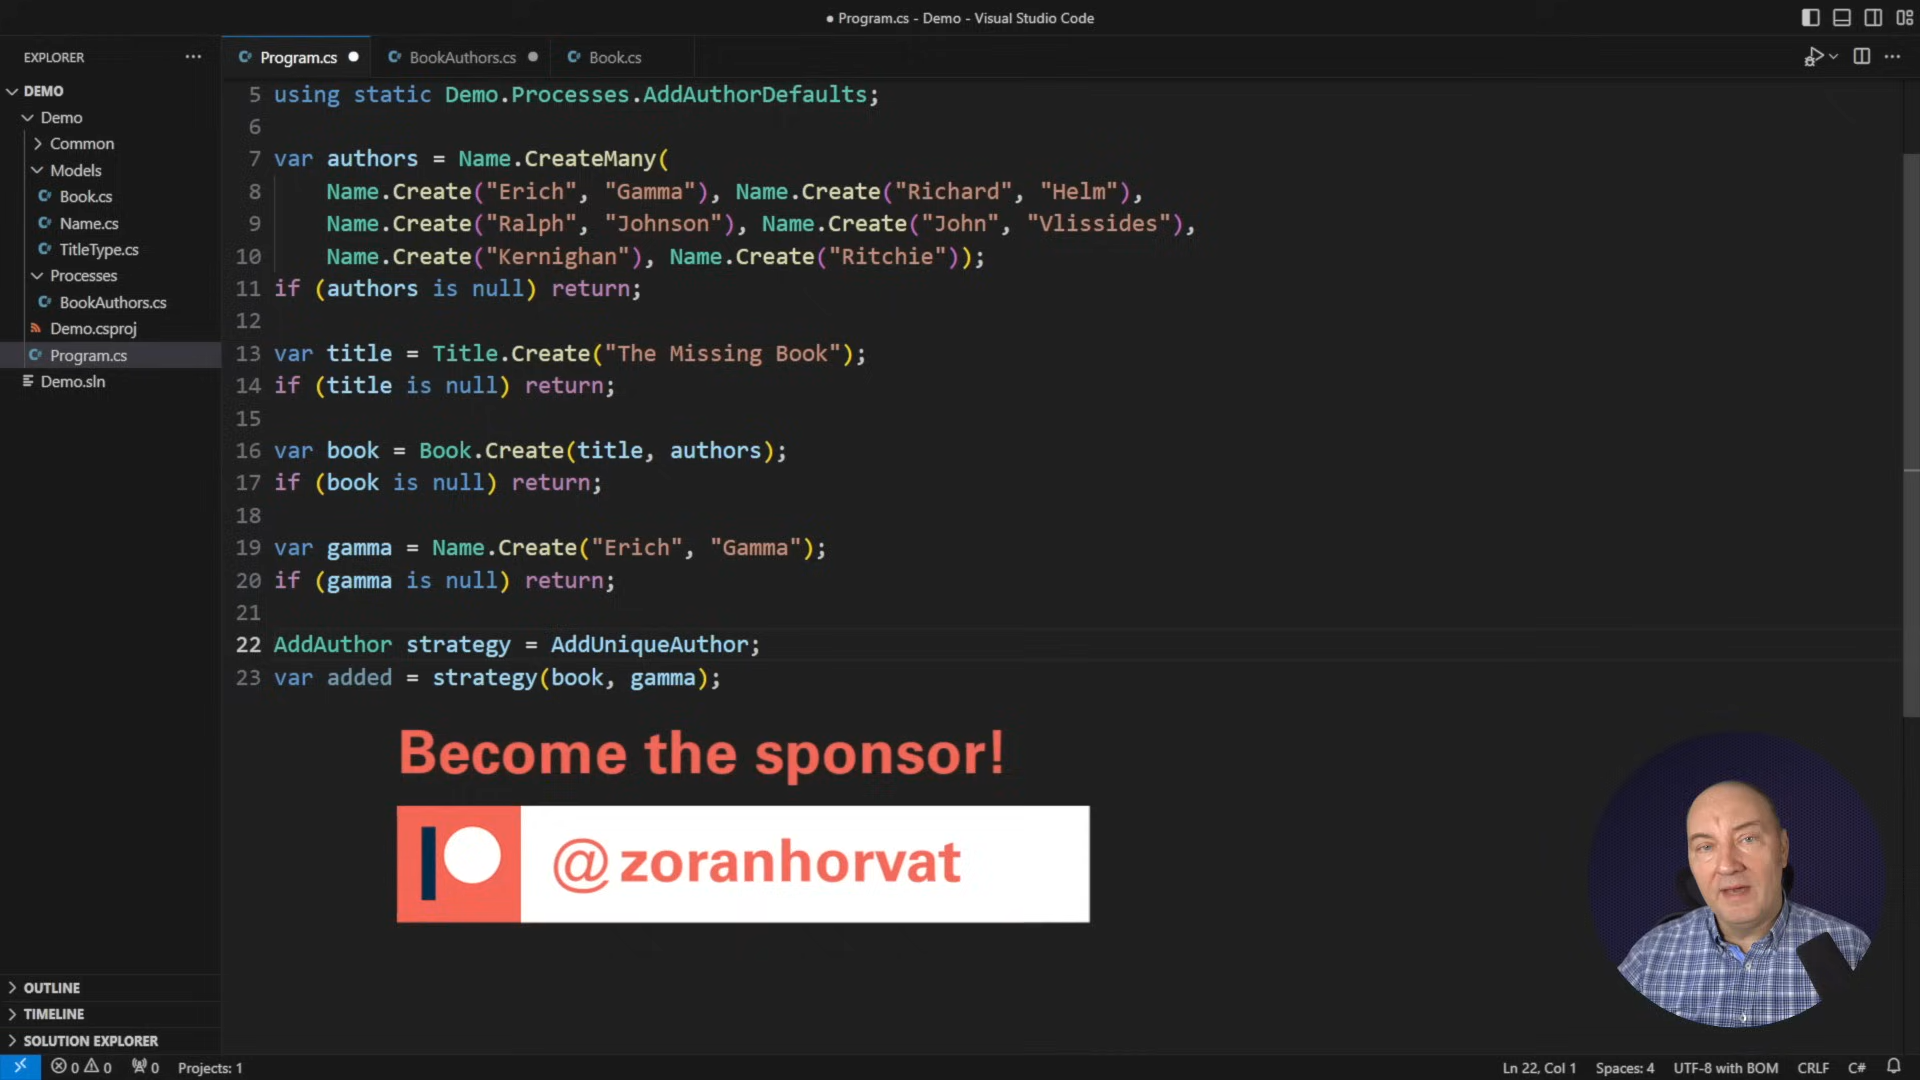 Program.cs - Demo - Visual Studio Code
EXPLORER
Program.cs
BookAuthors.cs
Book.cs
DEMO
Demo
Common
Models
Book.cs
Name.cs
TitleType.cs
Processes
BookAuthors.cs
Demo.csproj
Program.cs
Demo.sln
5 using static Demo.Processes.AddAuthorDefaults;
6
7 var authors = Name.CreateMany(
8 Name.Create("Erich", "Gamma"), Name.Create("Richard", "Helm"),
9 Name.Create("Ralph", "Johnson"), Name.Create("John", "Vlissides"),
10 Name.Create("Kernighan"), Name.Create("Ritchie"));
11 if (authors is null) return;
12
13 var title = Title.Create("The Missing Book");
14 if (title is null) return;
15
16 var book = Book.Create(title, authors);
17 if (book is null) return;
18
19 var gamma = Name.Create("Erich", "Gamma");
20 if (gamma is null) return;
21
22 AddAuthor strategy = AddUniqueAuthor;
23 var added = strategy(book, gamma);
Become the sponsor!
@zoranhorvat
OUTLINE
TIMELINE
SOLUTION EXPLORER
0 0 0 Projects: 1
Ln 22, Col 1 Spaces: 4 UTF-8 with BOM CRLF C#